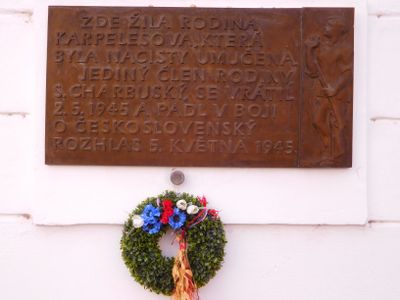 ZDE ŽILA RODINA
KARPELESOVA, KTERÁ
BYLA NACISTY UMUČENA.
JEDINÝ ČLEN RODINY
S. CHARBUSKÝ SE VRÁTIL
2. 5. 1945 A PADL V BOJI
O ČESKOSLOVENSKÝ
ROZHLAS 5. KVĚTNA 1945.